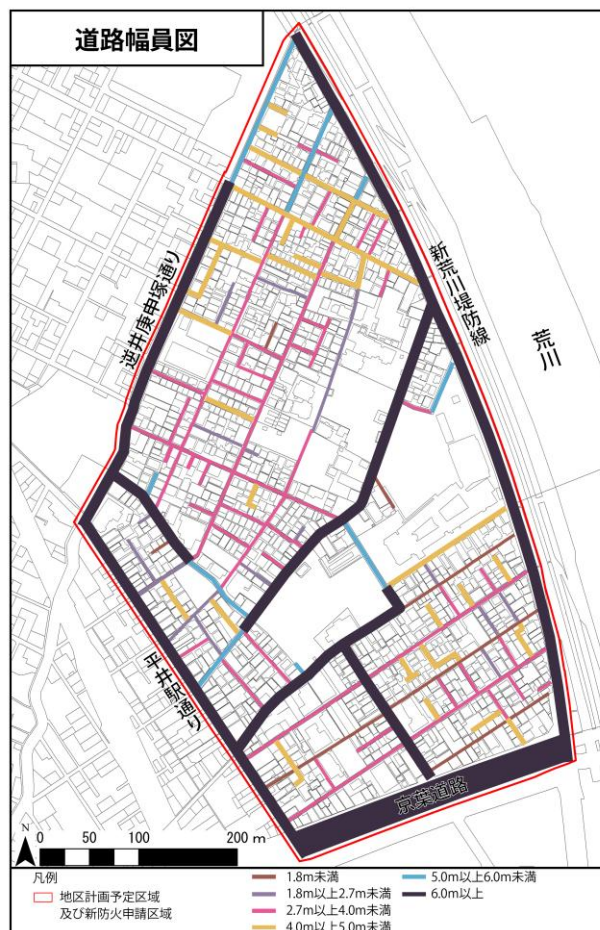 道路幅員図
逆井庚申塚通り
新荒川堤防線
荒川
平井駅通り
京葉道路
N
0 50 100 200 m
凡例
地区計画予定区域
及び新防火申請区域
1.8m未満
1.8m以上2.7m未満
2.7m以上4.0m未満
4.0m以上5.0m未満
5.0m以上6.0m未満
6.0m以上